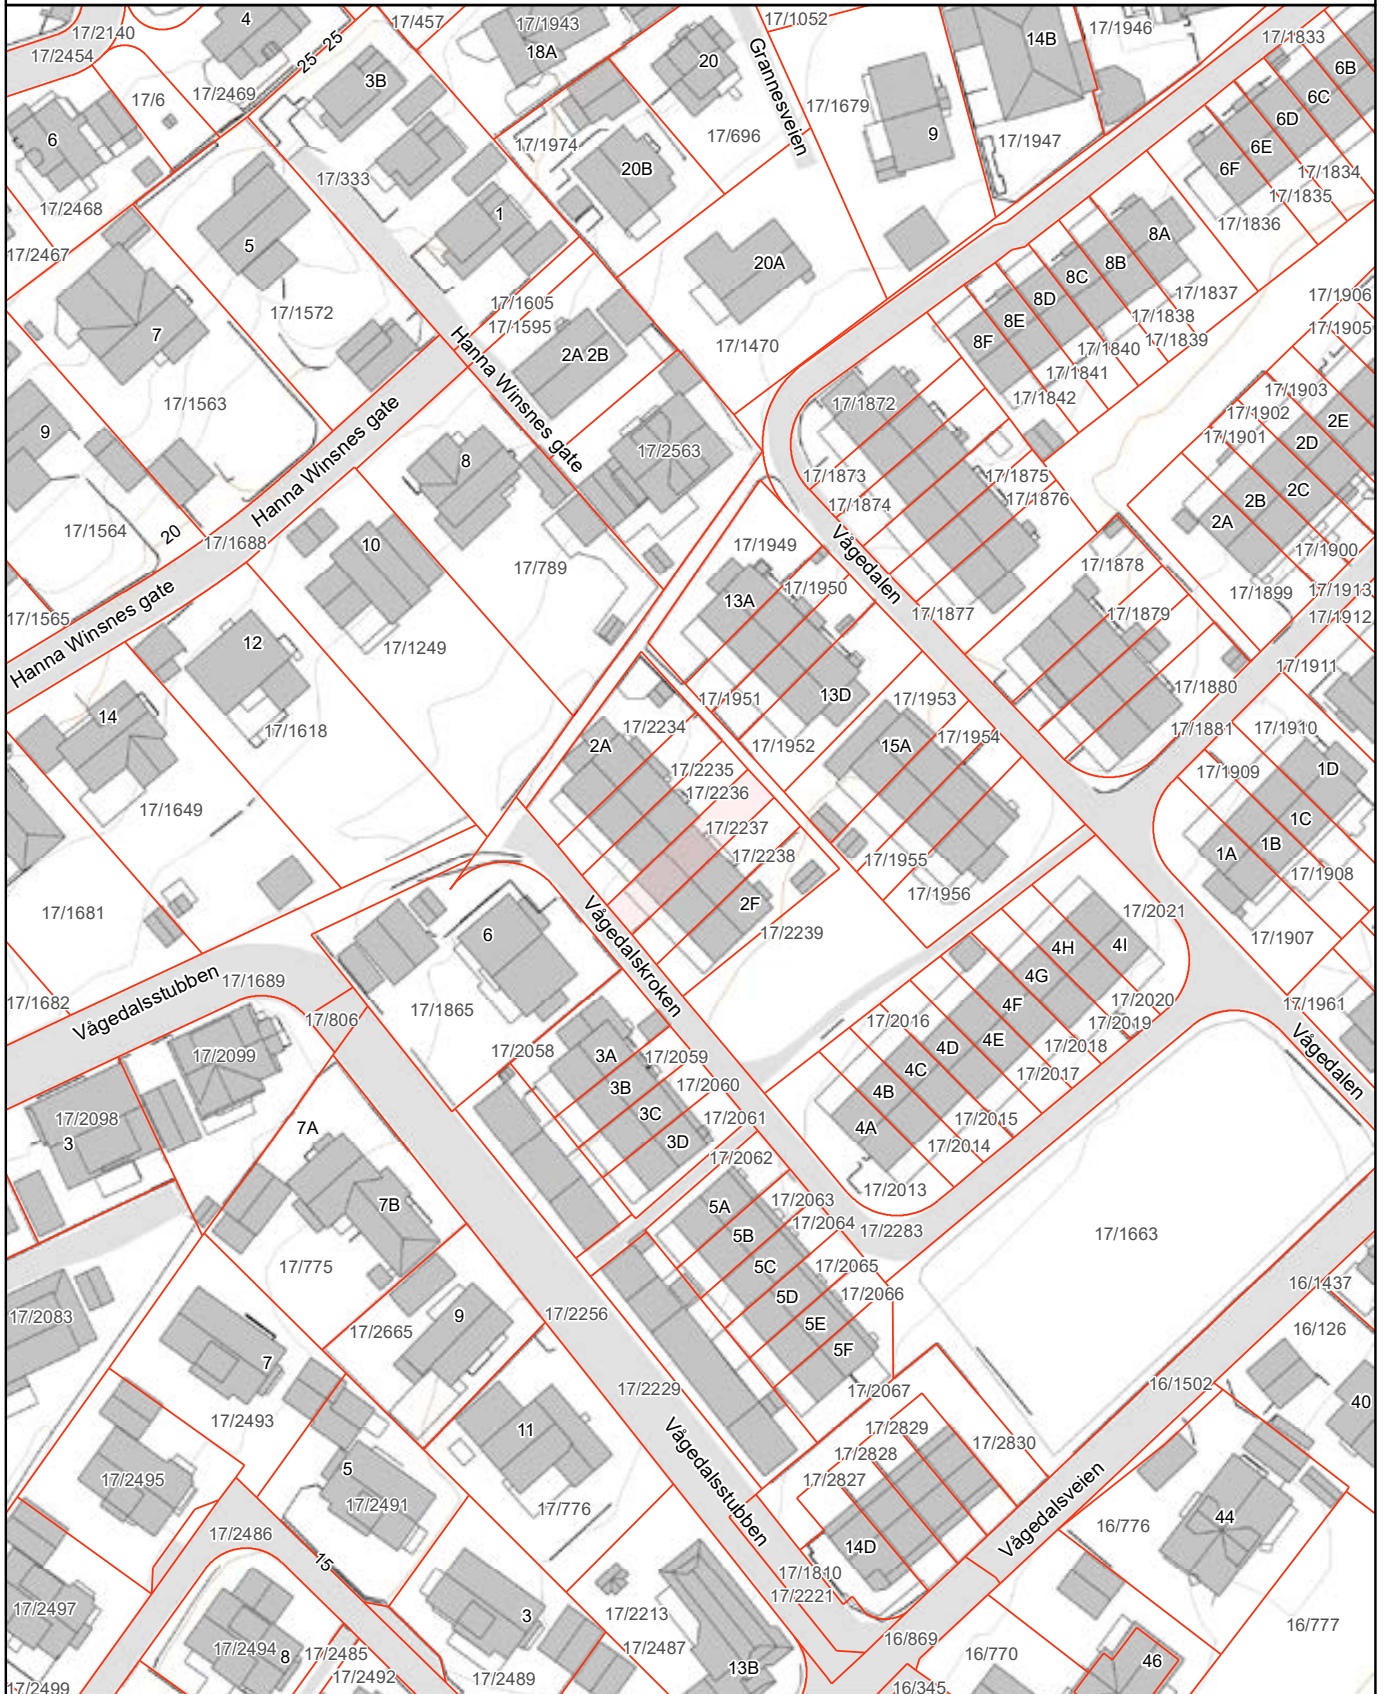 4
17/457
17/1943
17/1052
17/1946
17/2140
17/2454
25
25
18A
20
14B
17/1833
3B
6B
17/6
17/2469
17/1679
6C
6
9
6D
Grannesveien
17/696
17/1947
6E
17/1974
20B
6F
17/1834
17/333
17/1835
17/2468
1
17/1836
8A
5
17/2467
20A
8B
8C
17/1906
17/1605
8D
17/1837
17/1572
17/1595
8E
17/1838
17/1905
7
17/1470
8F
17/1839
2A
2B
17/1840
Hanna Winsnes gate
17/1841
17/1903
17/1563
17/1872
17/1842
17/1902
9
Hanna Winsnes gate
17/1901
2E
17/2563
2D
8
17/1873
17/1875
2C
17/1876
2B
17/1874
17/1564
20
2A
17/1688
10
17/1949
17/1900
Vågedalen
17/789
17/1878
17/1950
17/1899
17/1913
13A
17/1565
17/1877
17/1879
17/1912
Hanna Winsnes gate
12
17/1249
17/1911
17/1880
13D
17/1951
17/1953
14
17/2234
17/1881
17/1910
17/1618
17/1954
2A
17/1952
15A
17/1909
1D
17/2235
17/2236
17/1649
1C
17/2237
1B
17/2238
1A
17/1955
17/1908
17/1956
17/1681
2F
17/2021
17/2239
6
17/1907
4H
4I
Vågedalskroken
4G
17/1689
17/1682
17/2020
Vågedalsstubben
17/1865
4F
17/1961
17/806
17/2016
17/2019
4E
17/2058
17/2018
17/2099
3A
17/2059
4D
4C
17/2017
Vågedalen
3B
17/2060
4B
17/2098
3C
17/2061
17/2015
7A
4A
3
3D
17/2014
17/2062
17/2013
7B
5A
17/2063
17/2064
17/2283
5B
17/1663
17/775
5C
17/2065
16/1437
17/2066
5D
17/2083
17/2256
9
5E
16/126
17/2665
5F
7
17/2229
17/2067
16/1502
40
17/2493
17/2829
11
17/2830
17/2828
5
17/2495
17/2827
17/2491
17/776
Vågedalsstubben
Vågedalsveien
44
16/776
17/2486
14D
15
17/1810
17/2221
17/2497
3
17/2213
16/777
16/869
17/2494
8
17/2485
17/2487
16/770
46
13B
17/2492
17/2489
17/2499
16/345